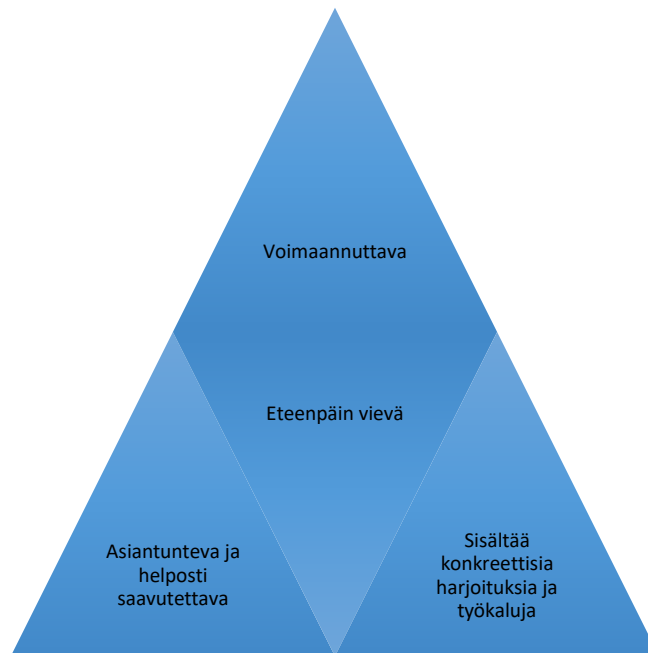 Voimaannuttava
Eteenpäin vievä
Asiantunteva ja
helposti
saavutettava
Sisältää
konkreettisia
harjoituksia ja
työkaluja